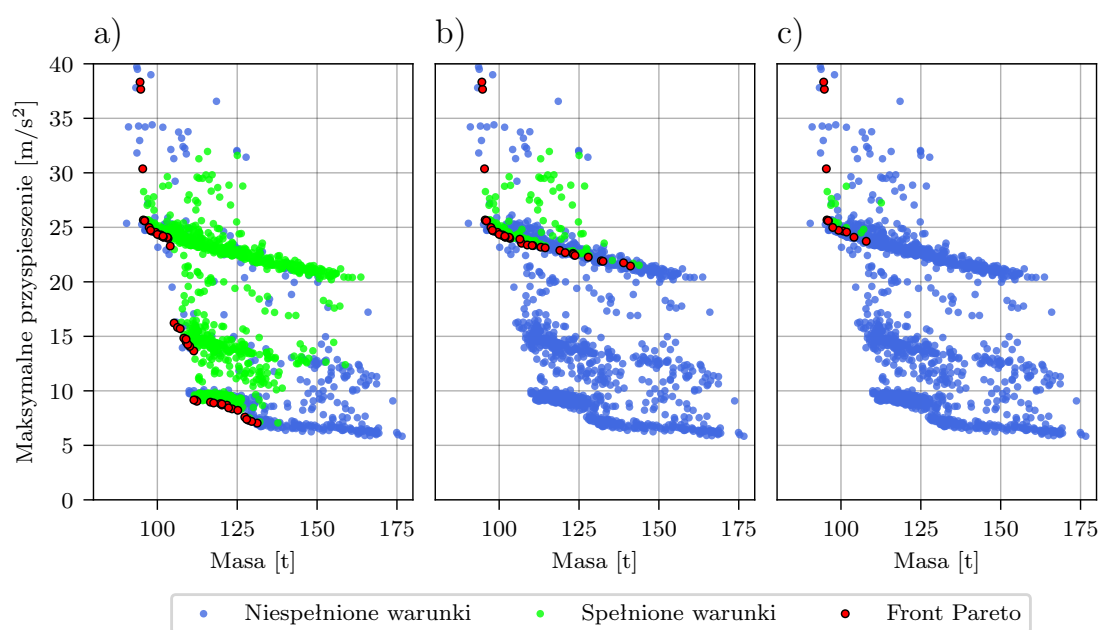 a) b) c)
Maksymalne przyspieszenie [m/s²]
40
35
30
25
20
15
10
5
0
100 125 150 175 100 125 150 175 100 125 150 175
Masa [t] Masa [t] Masa [t]
Niespełnione warunki Spełnione warunki Front Pareto